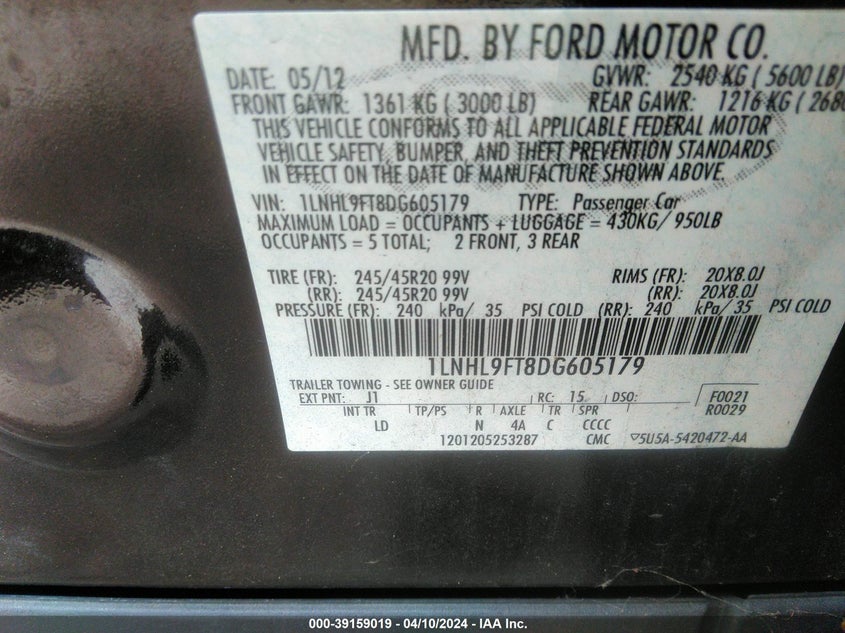 MFD. BY FORD MOTOR CO.
DATE: 05/12 GVWR: 2540 KG ( 5600 LB)
FRONT GAWR: 1361 KG ( 3000 LB) REAR GAWR: 1216 KG ( 2680
THIS VEHICLE CONFORMS TO ALL APPLICABLE FEDERAL MOTOR
VEHICLE SAFETY, BUMPER, AND THEFT PREVENTION STANDARDS
IN EFFECT ON THE DATE OF MANUFACTURE SHOWN ABOVE.
VIN: 1LNHL9FT8DG605179 TYPE: Passenger Car
MAXIMUM LOAD = OCCUPANTS + LUGGAGE = 430KG/ 950LB
OCCUPANTS = 5 TOTAL; 2 FRONT, 3 REAR
TIRE (FR): 245/45R20 99V RIMS (FR): 20X8.0J
(RR): 245/45R20 99V (RR): 20X8.0J
PRESSURE (FR): 240 kPa/ 35 PSI COLD (RR): 240 kPa/ 35 PSI COLD
1LNHL9FT8DG605179
TRAILER TOWING - SEE OWNER GUIDE
EXT PNT: J1 RC: 15 DSO: F0021
INT TR TP/PS R AXLE TR SPR R0029
LD N 4A C CCCC
1201205253287 CMC 5U5A-5420472-AA
000-39159019 - 04/10/2024 - IAA Inc.